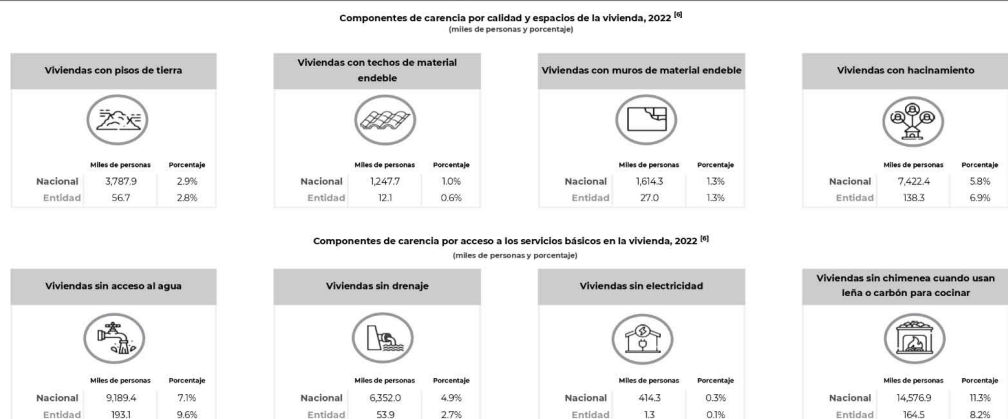 Componentes de carencia por calidad y espacios de la vivienda, 2022 [6]
(miles de personas y porcentaje)
Viviendas con pisos de tierra
Miles de personas Porcentaje
Nacional 3,787.9 2.9%
Entidad 56.7 2.8%
Viviendas con techos de material
endeble
Miles de personas Porcentaje
Nacional 1,247.7 1.0%
Entidad 12.1 0.6%
Viviendas con muros de material endeble
Miles de personas Porcentaje
Nacional 1,614.3 1.3%
Entidad 27.0 1.3%
Viviendas con hacinamiento
Miles de personas Porcentaje
Nacional 7,422.4 5.8%
Entidad 138.3 6.9%
Componentes de carencia por acceso a los servicios básicos en la vivienda, 2022 [6]
(miles de personas y porcentaje)
Viviendas sin acceso al agua
Miles de personas Porcentaje
Nacional 9,189.4 7.1%
Entidad 193.1 9.6%
Viviendas sin drenaje
Miles de personas Porcentaje
Nacional 6,352.0 4.9%
Entidad 53.9 2.7%
Viviendas sin electricidad
Miles de personas Porcentaje
Nacional 414.3 0.3%
Entidad 1.3 0.1%
Viviendas sin chimenea cuando usan
leña o carbón para cocinar
Miles de personas Porcentaje
Nacional 14,576.9 11.3%
Entidad 164.5 8.2%